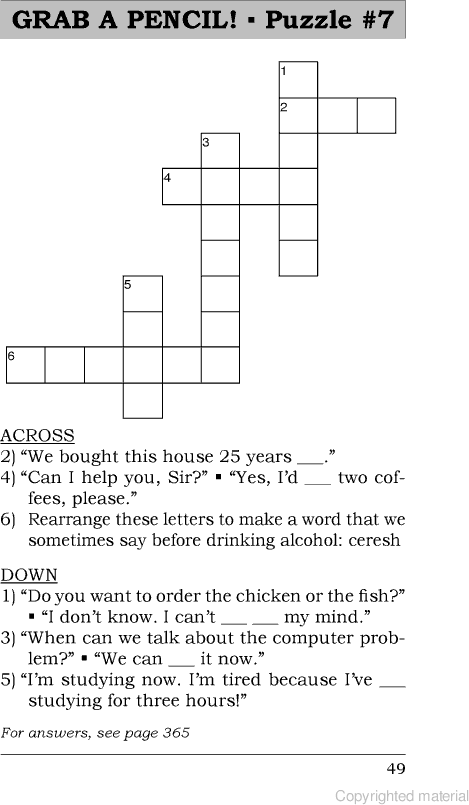 GRAB A PENCIL! ▪ Puzzle #7
1
2
3
4
5
6
ACROSS
2) “We bought this house 25 years ___.”
4) “Can I help you, Sir?” ▪ “Yes, I’d ___ two cof-
fees, please.”
6) Rearrange these letters to make a word that we
sometimes say before drinking alcohol: ceresh
DOWN
1) “Do you want to order the chicken or the fish?”
▪ “I don’t know. I can’t ___ ___ my mind.”
3) “When can we talk about the computer prob-
lem?” ▪ “We can ___ it now.”
5) “I’m studying now. I’m tired because I’ve ___
studying for three hours!”
For answers, see page 365
49
Copyrighted material